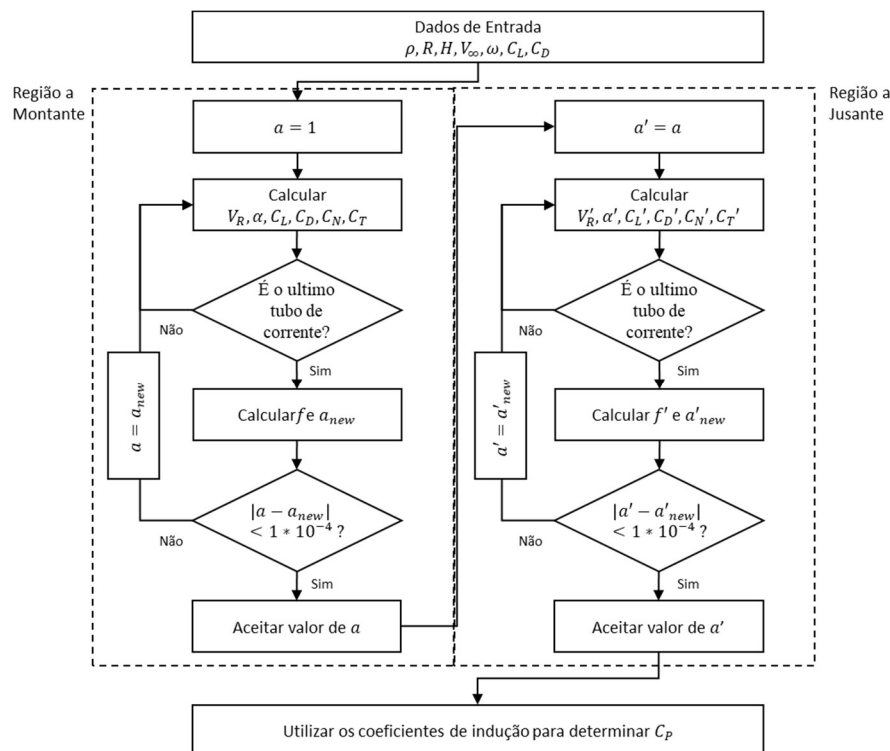 Dados de Entrada
ρ, R, H, V∞, ω, C_L, C_D
Região a
Montante
a = 1
Calcular
V_R, α, C_L, C_D, C_N, C_T
É o ultimo
tubo de
corrente?
Não
Sim
a = a_new
Calcular f e a_new
|a − a_new|
< 1 * 10⁻⁴ ?
Não
Sim
Aceitar valor de a
Região a
Jusante
a′ = a
Calcular
V_R′, α′, C_L′, C_D′, C_N′, C_T′
É o ultimo
tubo de
corrente?
Não
Sim
a′ = a′_new
Calcular f′ e a′_new
|a′ − a′_new|
< 1 * 10⁻⁴ ?
Não
Sim
Aceitar valor de a′
Utilizar os coeficientes de indução para determinar C_P